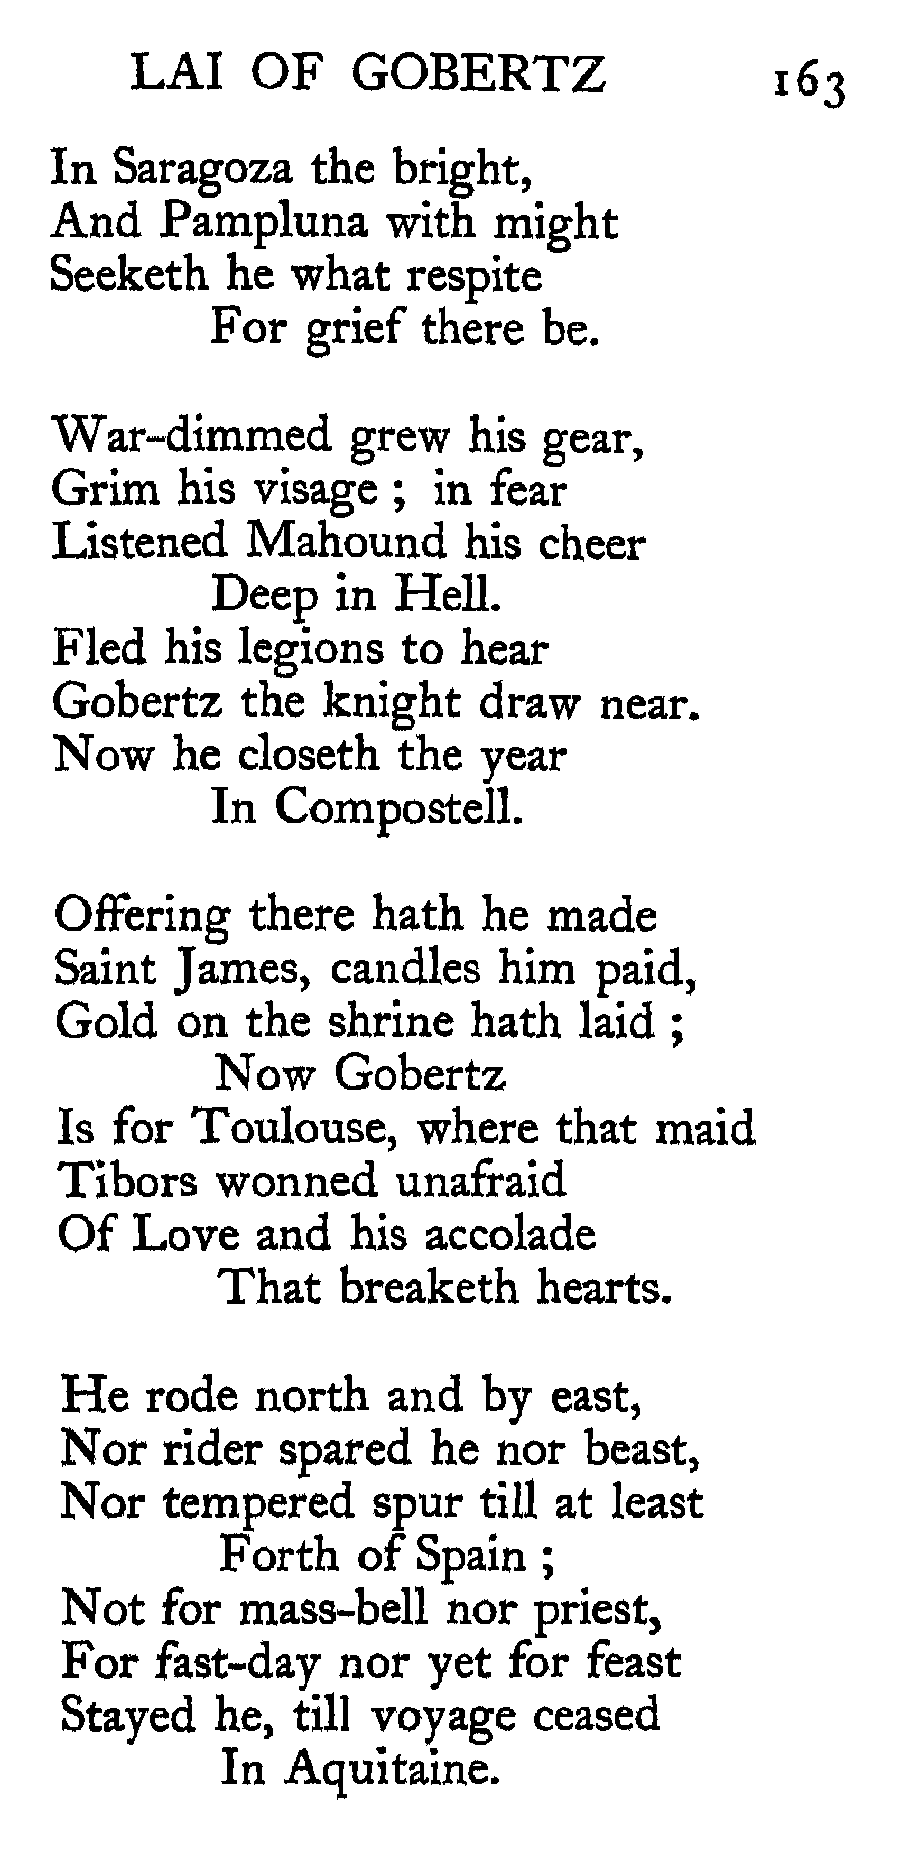 LAI OF GOBERTZ 163
In Saragoza the bright,
And Pampluna with might
Seeketh he what respite
For grief there be.
War-dimmed grew his gear,
Grim his visage ; in fear
Listened Mahound his cheer
Deep in Hell.
Fled his legions to hear
Gobertz the knight draw near.
Now he closeth the year
In Compostell.
Offering there hath he made
Saint James, candles him paid,
Gold on the shrine hath laid ;
Now Gobertz
Is for Toulouse, where that maid
Tibors wonned unafraid
Of Love and his accolade
That breaketh hearts.
He rode north and by east,
Nor rider spared he nor beast,
Nor tempered spur till at least
Forth of Spain ;
Not for mass-bell nor priest,
For fast-day nor yet for feast
Stayed he, till voyage ceased
In Aquitaine.